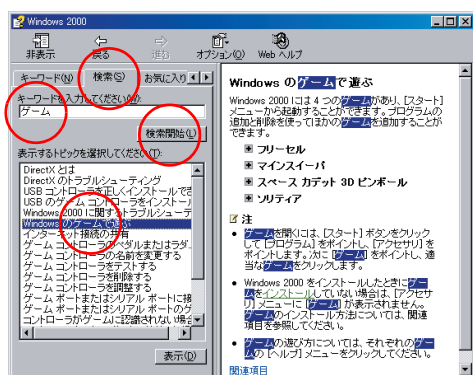 Windows 2000
非表示
戻る
進む
オプション(O)
Web ヘルプ
キーワード(N)
検索(S)
お気に入り
キーワードを入力してください(W):
ゲーム
検索開始(L)
表示するトピックを選択してください(T):
DirectX とは
DirectX のトラブルシューティング
USB コントローラを正しくインストールでき
USB のゲーム コントローラをインストー
Windows 2000 に関するトラブルシューテ
Windows のゲームで遊ぶ
インターネット接続の共有
ゲーム コントローラのペダルまたはラダ
ゲーム コントローラの名前を変更する
ゲーム コントローラをテストする
ゲーム コントローラを削除する
ゲーム コントローラを調整する
ゲーム ポートまたはシリアル ポートに接
ゲーム ポートまたはシリアル ポートのゲ
コントローラがゲームに認識されない場
表示(D)
Windows のゲームで遊ぶ
Windows 2000 には 4 つのゲームがあり、[スタート]
メニューから起動することができます。プログラムの
追加と削除を使ってほかのゲームを追加することが
できます。
フリーセル
マインスイーパ
スペース カデット 3D ピンボール
ソリティア
注
ゲームを開くには、[スタート] ボタンをクリック
して [プログラム] をポイントし、[アクセサリ] を
ポイントします。次に [ゲーム] をポイントし、適
当なゲームをクリックします。
Windows 2000 をインストールしたときにゲー
ムをインストールしていない場合は、[アクセサ
リ] メニューに [ゲーム] が表示されません。
ゲームのインストール方法については、関連
項目を参照してください。
ゲームの遊び方については、それぞれのゲー
ムの [ヘルプ] メニューをクリックしてください。
関連項目